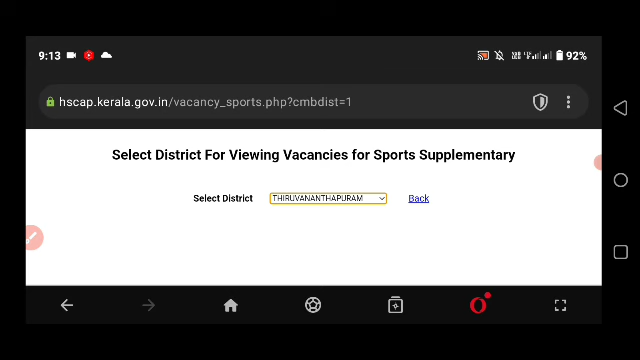 9:13
92%
hscap.kerala.gov.in/vacancy_sports.php?cmbdist=1
Select District For Viewing Vacancies for Sports Supplementary
Select District THIRUVANANTHAPURAM Back